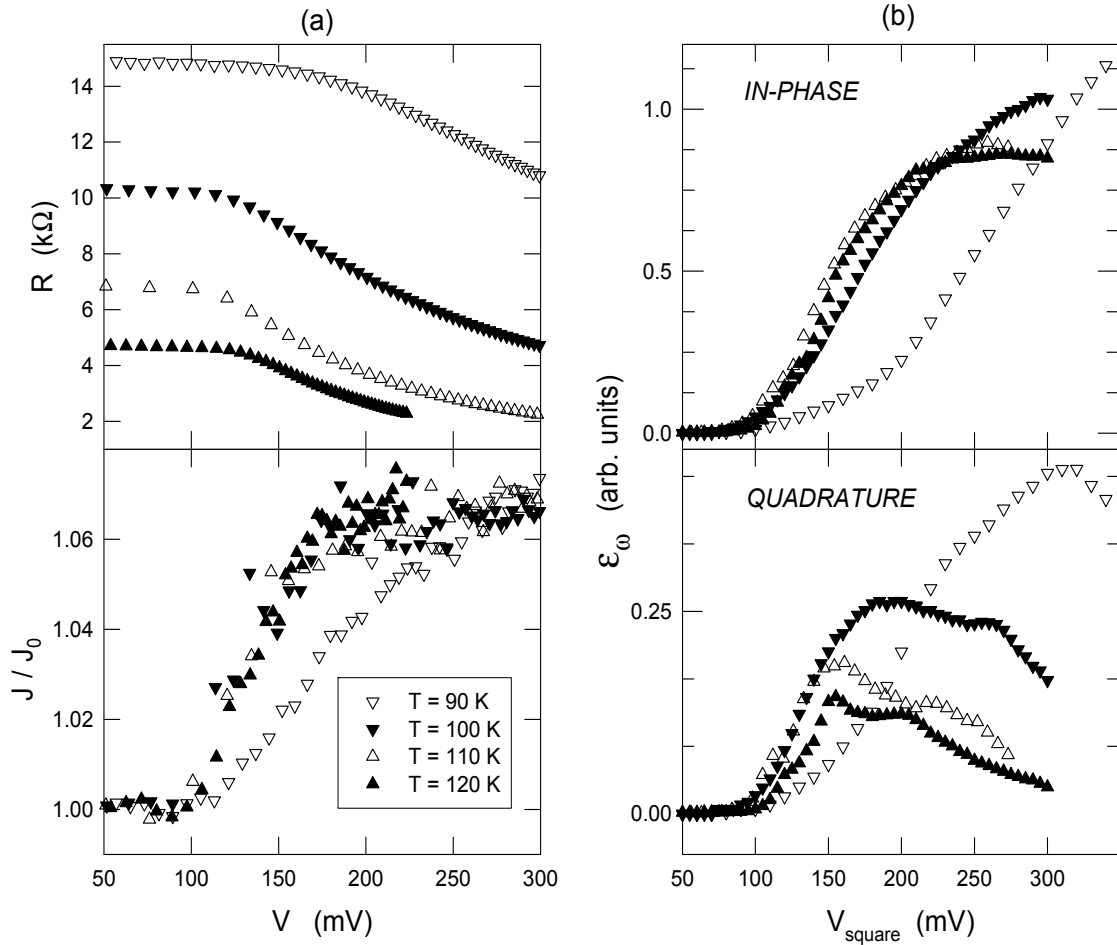 (a)
14
12
10
8
6
4
2
R (kΩ)
1.06
1.04
1.02
1.00
J / J₀
T = 90 K
T = 100 K
T = 110 K
T = 120 K
50 100 150 200 250 300
V (mV)
(b)
IN-PHASE
1.0
0.5
0.0
ε_ω (arb. units)
QUADRATURE
0.25
0.00
50 100 150 200 250 300
V_square (mV)